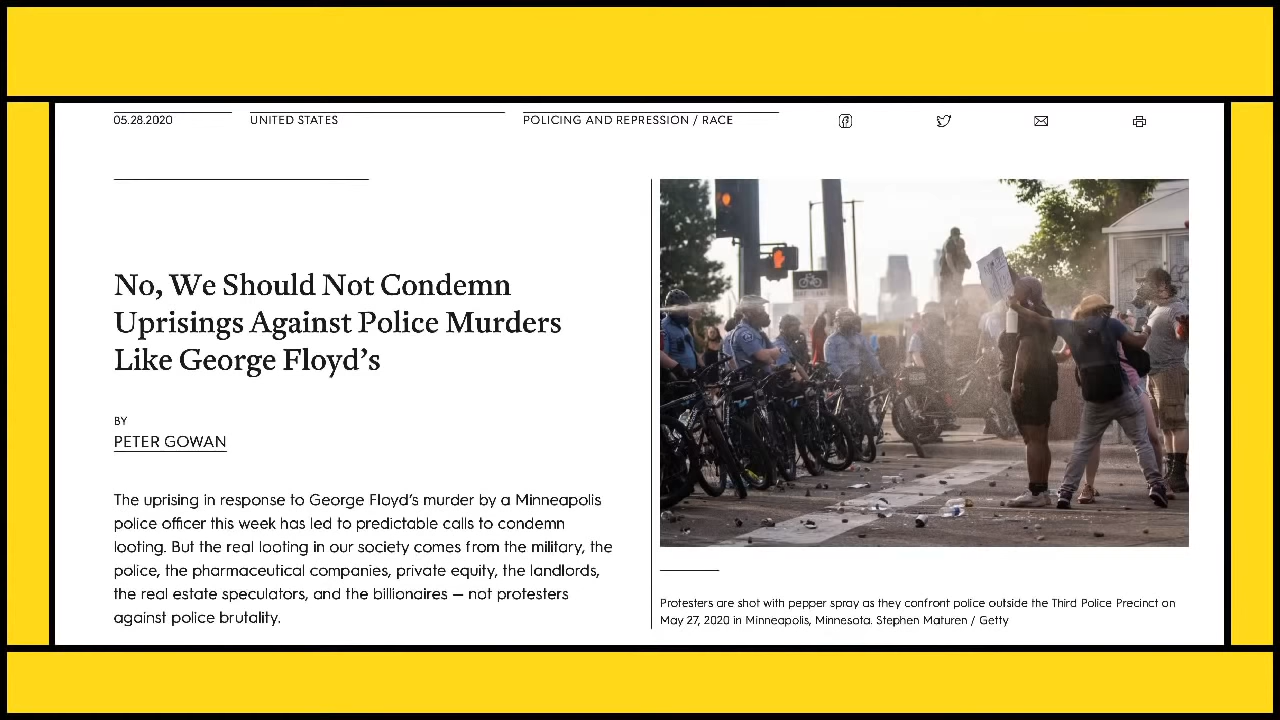 05.28.2020
UNITED STATES
POLICING AND REPRESSION / RACE
No, We Should Not Condemn
Uprisings Against Police Murders
Like George Floyd’s
BY
PETER GOWAN
The uprising in response to George Floyd’s murder by a Minneapolis
police officer this week has led to predictable calls to condemn
looting. But the real looting in our society comes from the military, the
police, the pharmaceutical companies, private equity, the landlords,
the real estate speculators, and the billionaires — not protesters
against police brutality.
Protesters are shot with pepper spray as they confront police outside the Third Police Precinct on
May 27, 2020 in Minneapolis, Minnesota. Stephen Maturen / Getty